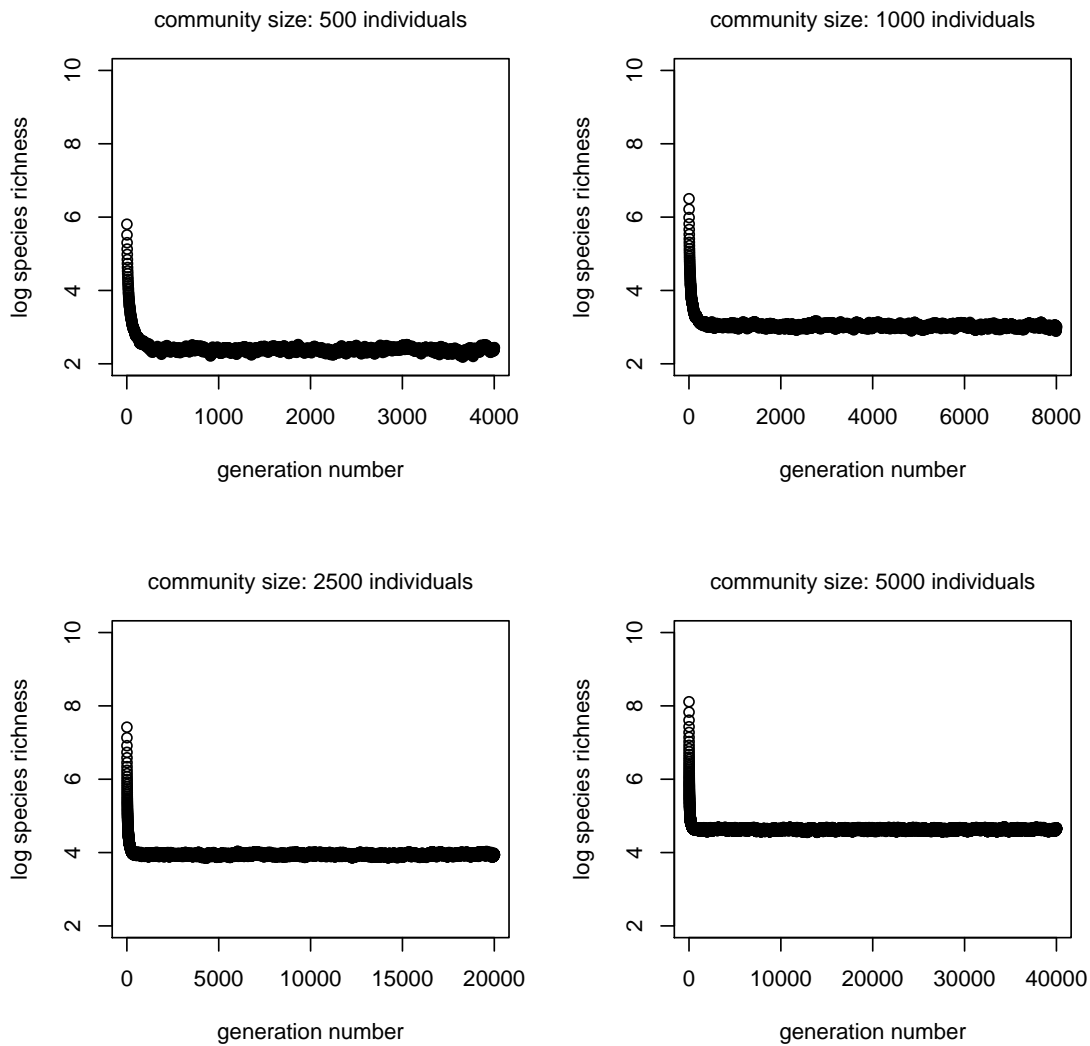 community size: 500 individuals
log species richness
10
8
6
4
2
0 1000 2000 3000 4000
generation number
community size: 1000 individuals
log species richness
10
8
6
4
2
0 2000 4000 6000 8000
generation number
community size: 2500 individuals
log species richness
10
8
6
4
2
0 5000 10000 15000 20000
generation number
community size: 5000 individuals
log species richness
10
8
6
4
2
0 10000 20000 30000 40000
generation number